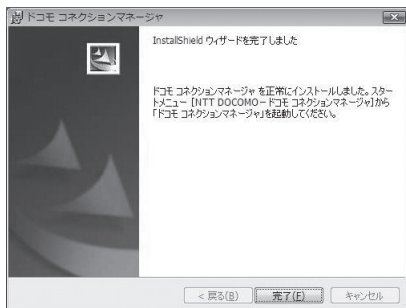 ドコモ コネクションマネージャ
InstallShield ウィザードを完了しました
ドコモ コネクションマネージャ を正常にインストールしました。スター
トメニュー [NTT DOCOMO－ドコモ コネクションマネージャ]から
「ドコモ コネクションマネージャ」を起動してください。
< 戻る(B)
完了(F)
キャンセル